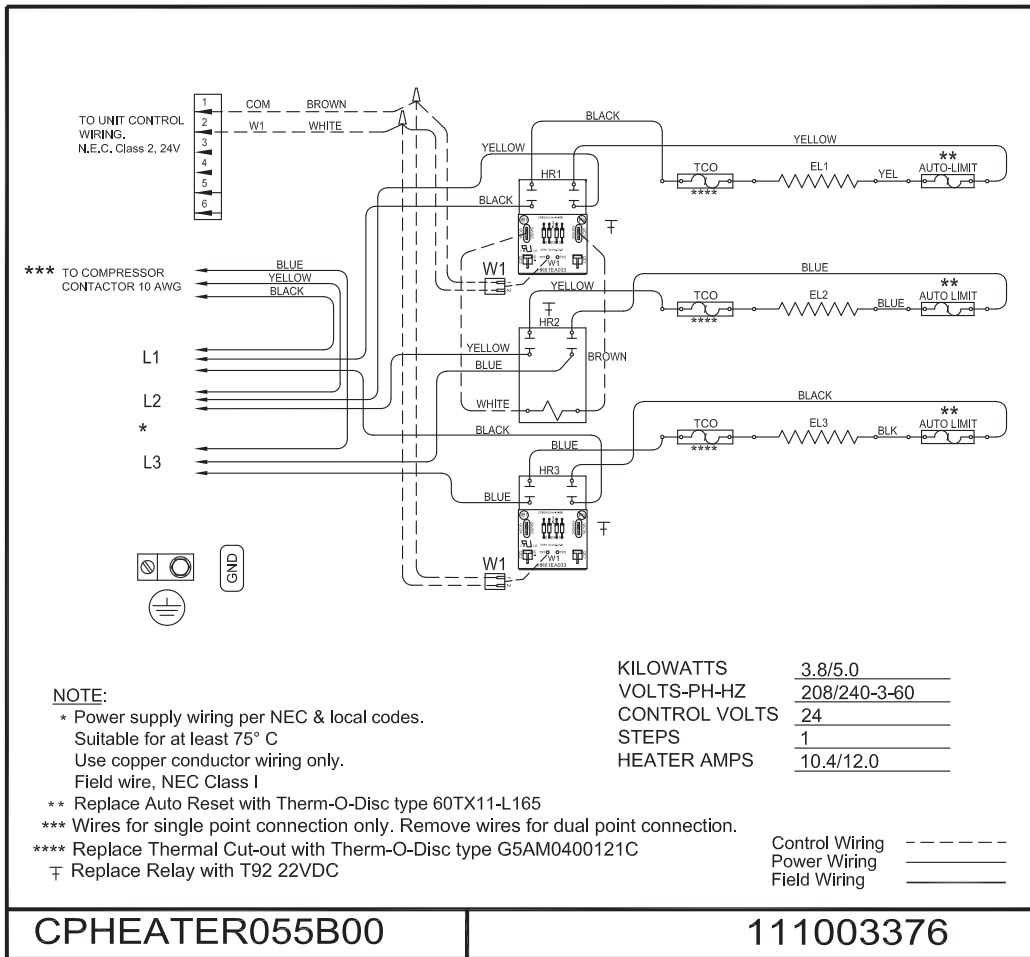 1 COM BROWN
2 W1 WHITE
3
4
5
6
TO UNIT CONTROL
WIRING.
N.E.C. Class 2, 24V
BLACK
YELLOW
YELLOW
HR1
BLACK
TCO
****
EL1
YEL
**
AUTO-LIMIT
W1
HK61EA033
W1
*** TO COMPRESSOR
CONTACTOR 10 AWG
BLUE
YELLOW
BLACK
BLUE
YELLOW
HR2
TCO
****
EL2
BLUE
**
AUTO LIMIT
YELLOW
BLUE
BROWN
WHITE
L1
L2
*
L3
BLACK
BLACK
BLUE
HR3
TCO
****
EL3
BLK
**
AUTO LIMIT
BLUE
W1
HK61EA033
W1
GND
NOTE:
* Power supply wiring per NEC & local codes.
Suitable for at least 75° C
Use copper conductor wiring only.
Field wire, NEC Class I
** Replace Auto Reset with Therm-O-Disc type 60TX11-L165
*** Wires for single point connection only. Remove wires for dual point connection.
**** Replace Thermal Cut-out with Therm-O-Disc type G5AM0400121C
Replace Relay with T92 22VDC
KILOWATTS 3.8/5.0
VOLTS-PH-HZ 208/240-3-60
CONTROL VOLTS 24
STEPS 1
HEATER AMPS 10.4/12.0
Control Wiring
Power Wiring
Field Wiring
CPHEATER055B00
111003376